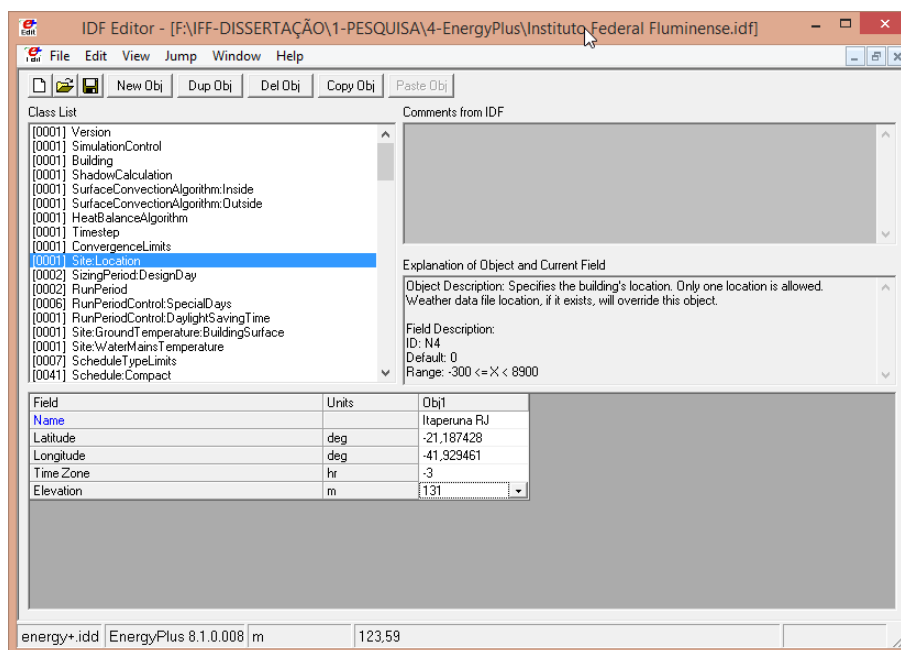 IDF Editor - [F:\IFF-DISSERTAÇÃO\1-PESQUISA\4-EnergyPlus\Instituto Federal Fluminense.idf]
File Edit View Jump Window Help
New Obj Dup Obj Del Obj Copy Obj Paste Obj
Class List
[0001] Version
[0001] SimulationControl
[0001] Building
[0001] ShadowCalculation
[0001] SurfaceConvectionAlgorithm:Inside
[0001] SurfaceConvectionAlgorithm:Outside
[0001] HeatBalanceAlgorithm
[0001] Timestep
[0001] ConvergenceLimits
[0001] Site:Location
[0002] SizingPeriod:DesignDay
[0002] RunPeriod
[0006] RunPeriodControl:SpecialDays
[0001] RunPeriodControl:DaylightSavingTime
[0001] Site:GroundTemperature:BuildingSurface
[0001] Site:WaterMainsTemperature
[0007] ScheduleTypeLimits
[0041] Schedule:Compact
Comments from IDF
Explanation of Object and Current Field
Object Description: Specifies the building's location. Only one location is allowed.
Weather data file location, if it exists, will override this object.
Field Description:
ID: N4
Default: 0
Range: -300 <= X < 8900
Field Units Obj1
Name Itaperuna RJ
Latitude deg -21,187428
Longitude deg -41,929461
Time Zone hr -3
Elevation m 131
energy+.idd EnergyPlus 8.1.0.008 m 123,59